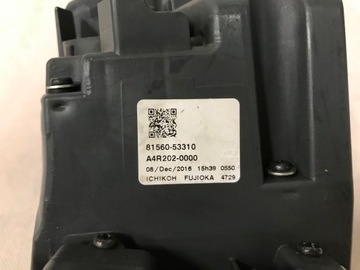 81560-53310
A4R202-0000
08/Dec/2016 15h39 0550
ICHIKOH FUJIOKA 4729